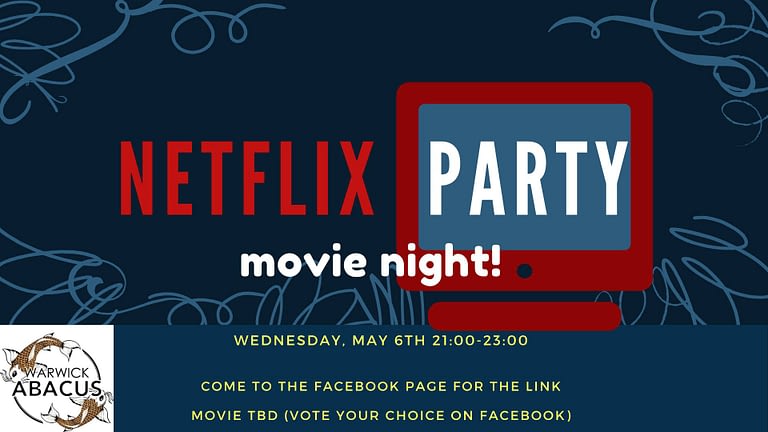 NETFLIX PARTY
movie night!
WEDNESDAY, MAY 6TH 21:00-23:00
COME TO THE FACEBOOK PAGE FOR THE LINK
MOVIE TBD (VOTE YOUR CHOICE ON FACEBOOK)
WARWICK
ABACUS